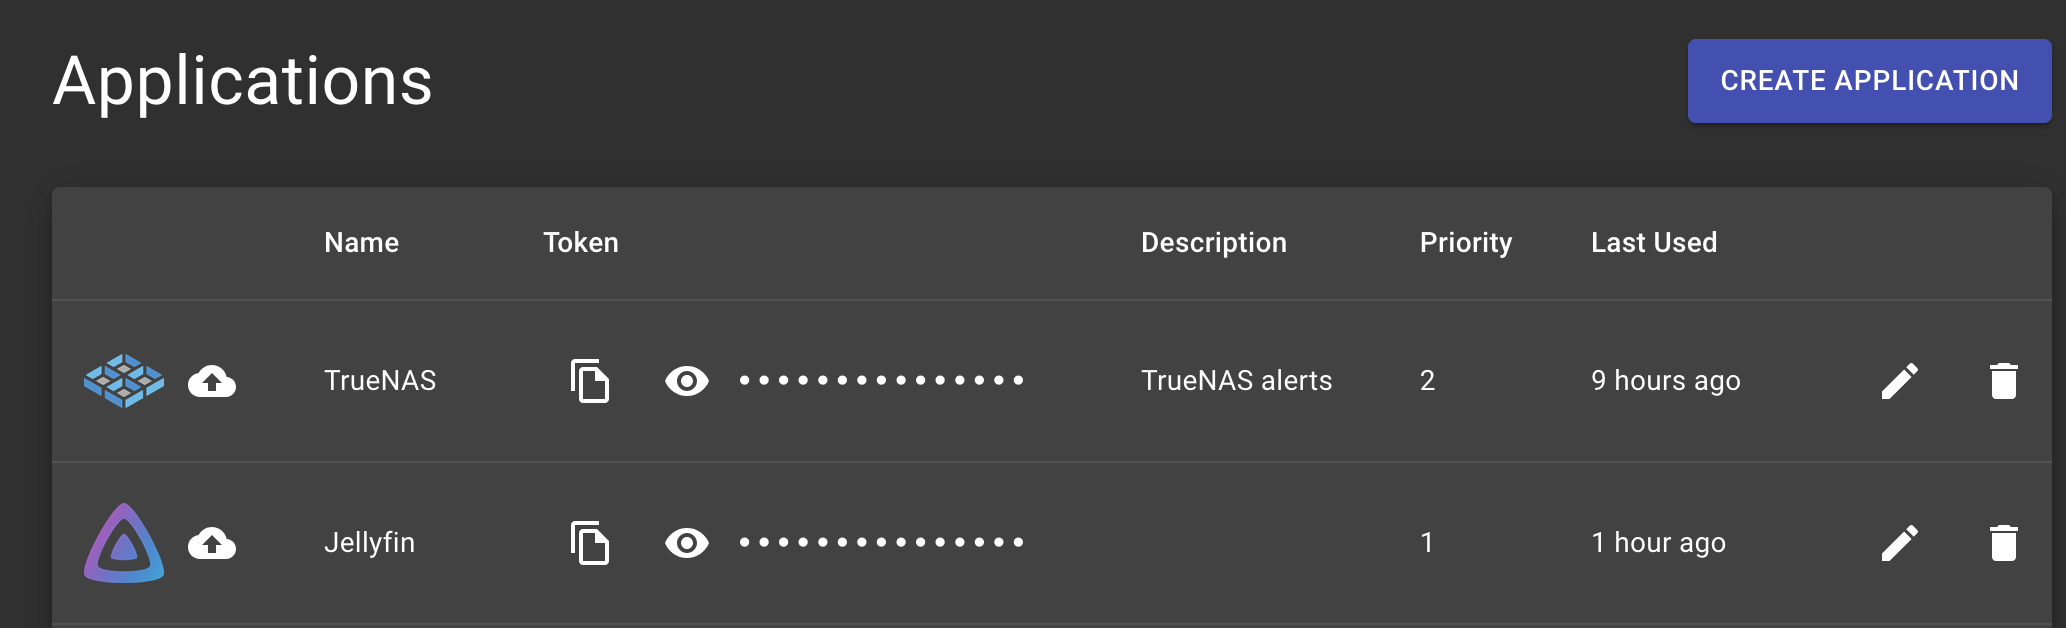 Applications
CREATE APPLICATION
Name Token Description Priority Last Used
TrueNAS ••••••••••••••• TrueNAS alerts 2 9 hours ago
Jellyfin ••••••••••••••• 1 1 hour ago